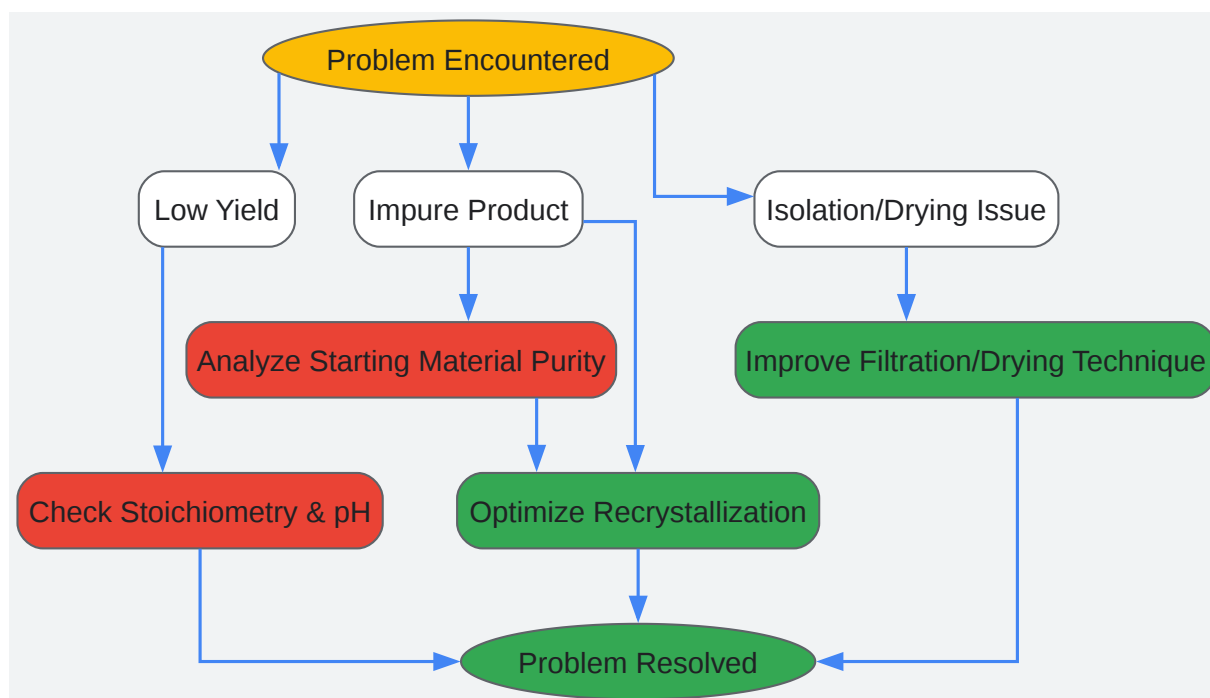 Problem Encountered
Low Yield
Impure Product
Isolation/Drying Issue
Analyze Starting Material Purity
Improve Filtration/Drying Technique
Check Stoichiometry & pH
Optimize Recrystallization
Problem Resolved